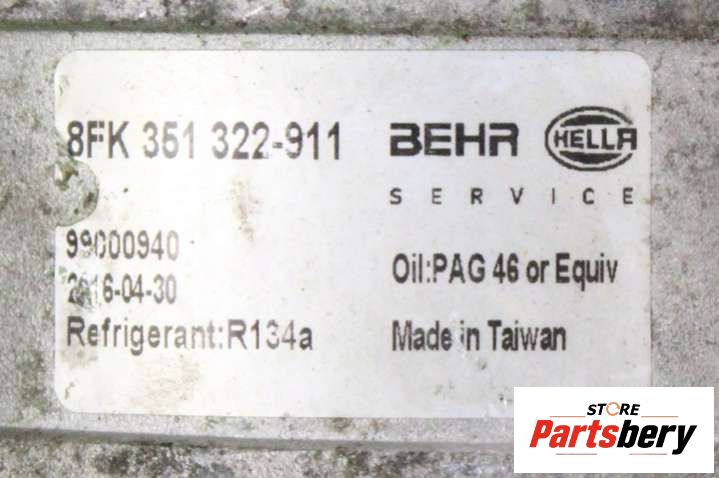 8FK 351 322-911
BEHR HELLA
SERVICE
99000940
2016-04-30
Refrigerant:R134a
Oil:PAG 46 or Equiv
Made in Taiwan
STORE
Partsbery